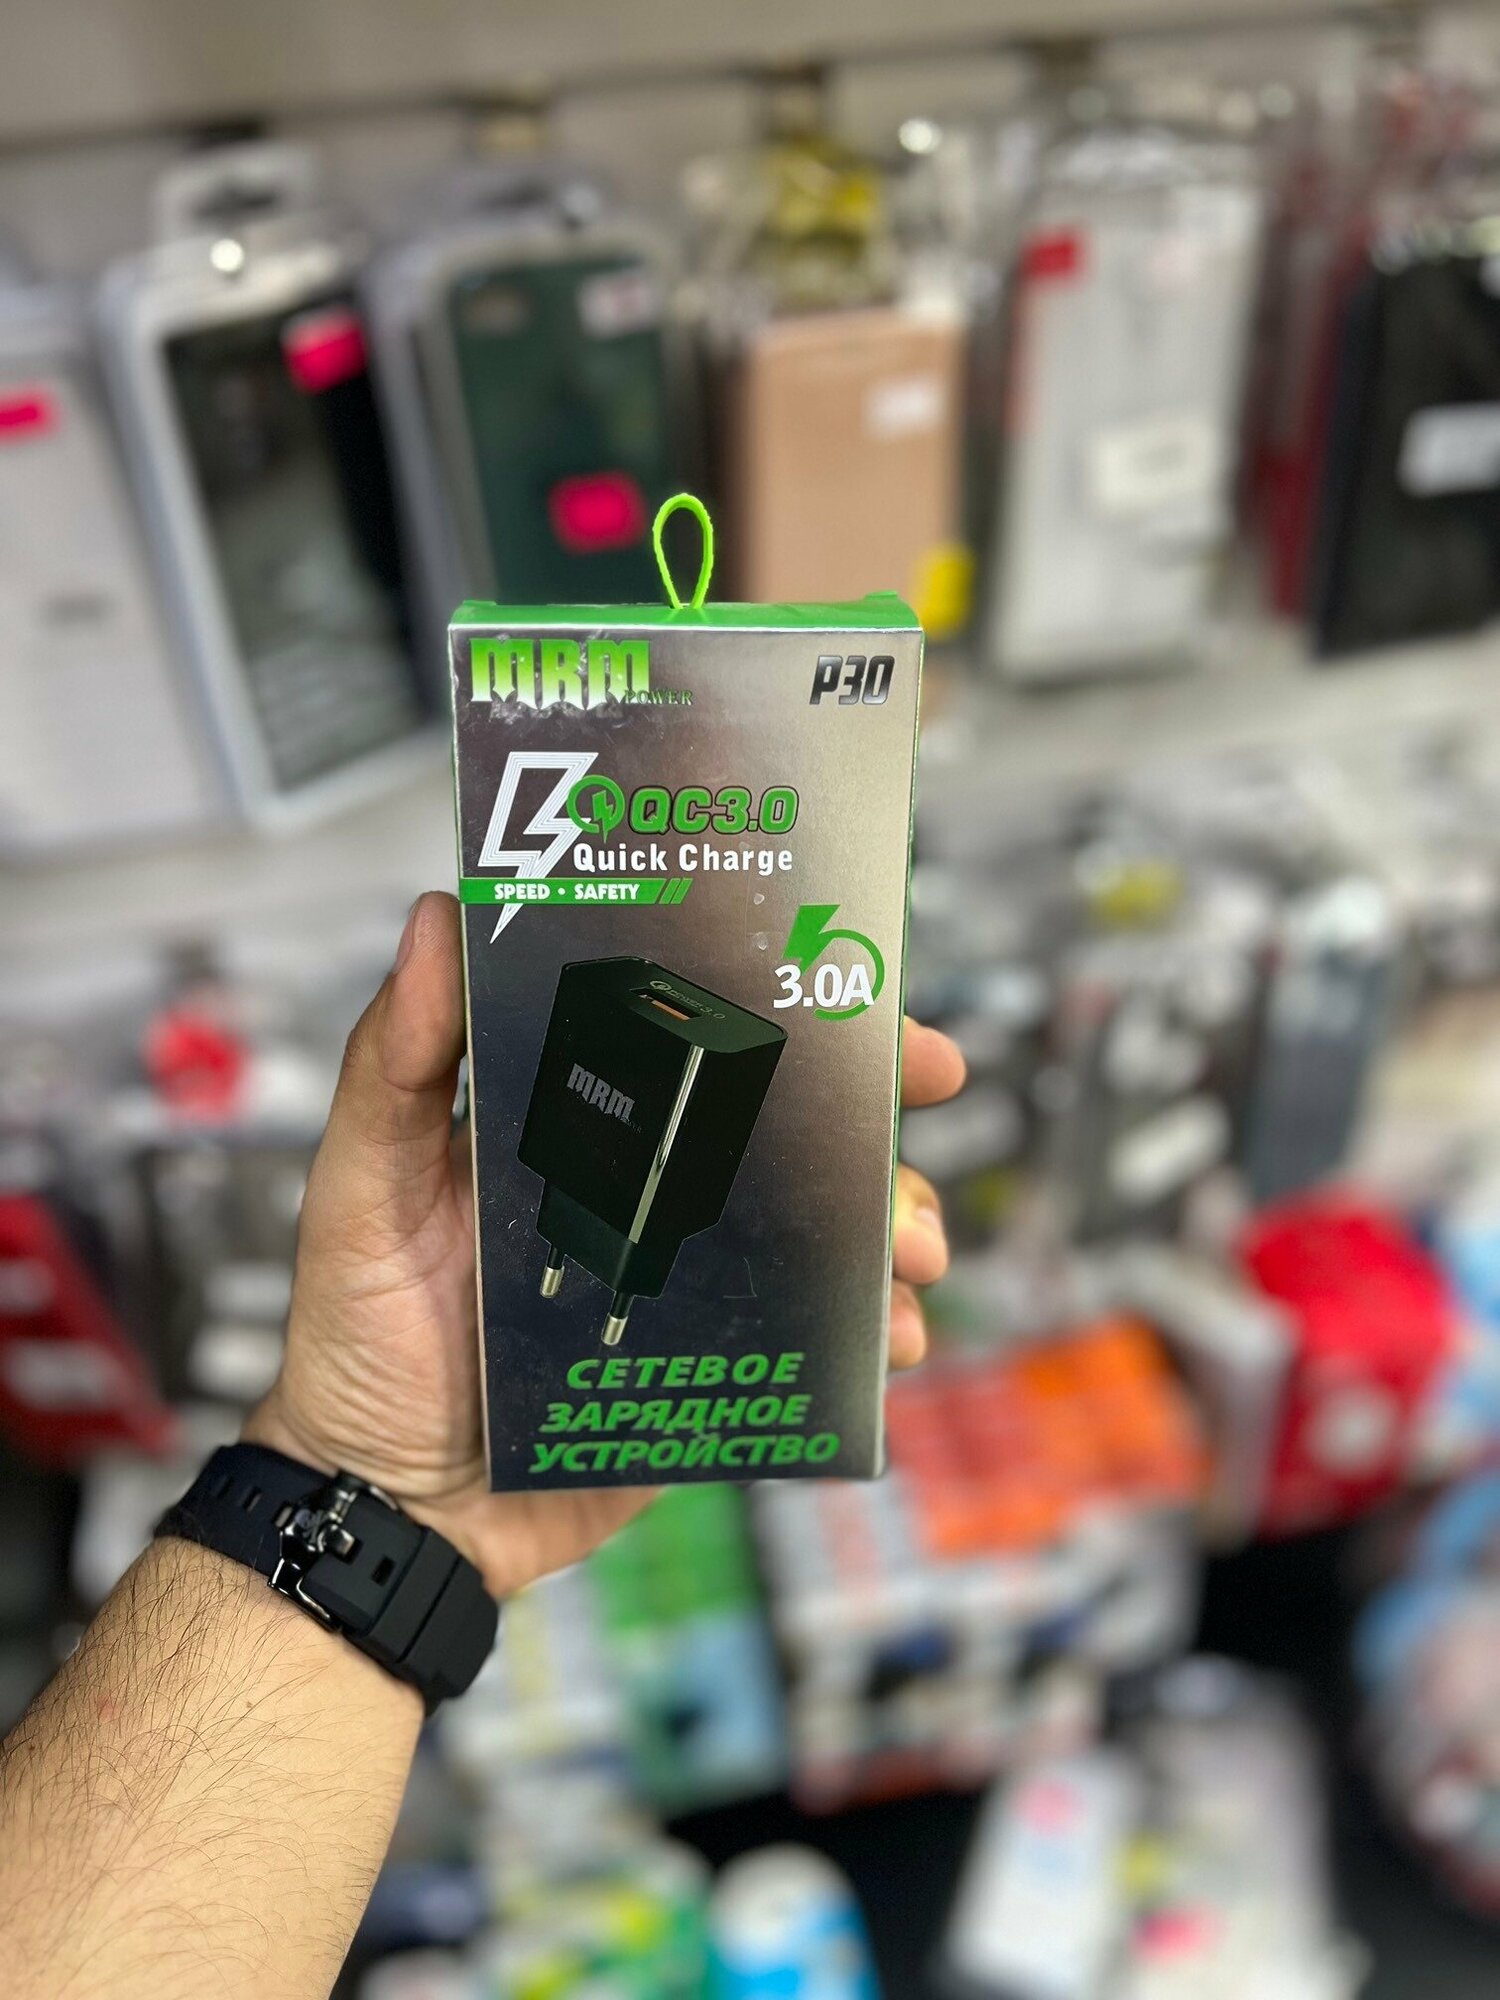 MRM
POWER
P30
QC3.0
Quick Charge
SPEED • SAFETY
3.0A
MRM
СЕТЕВОЕ
ЗАРЯДНОЕ
УСТРОЙСТВО